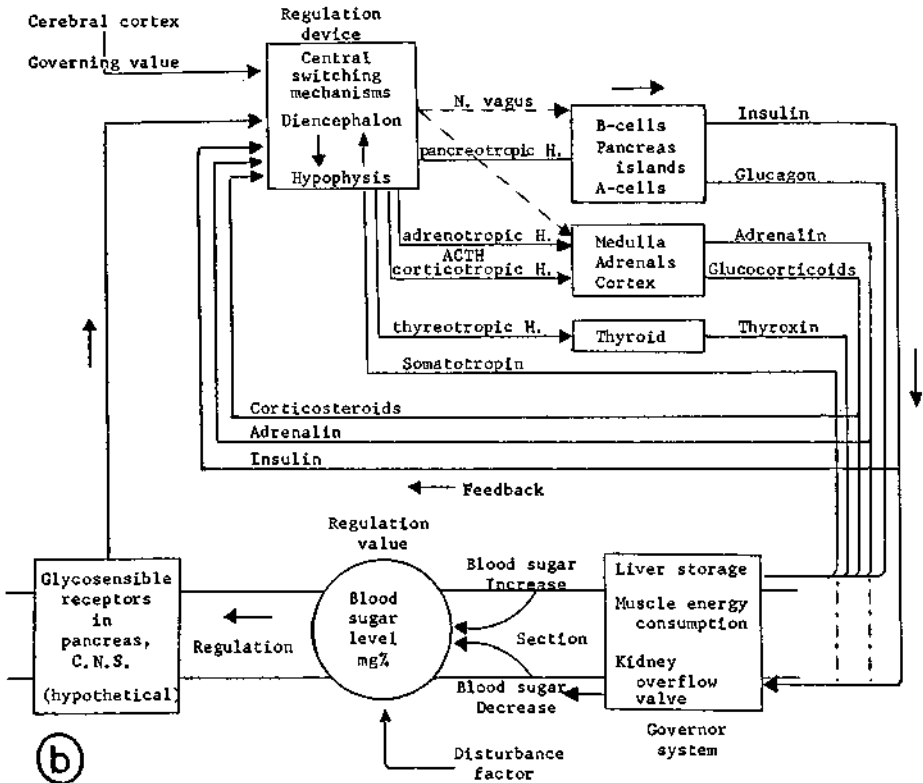 Regulation
device
Cerebral cortex
Governing value
Central
switching
mechanisms
Diencephalon
Hypophysis
N. vagus
pancreotropic H.
B-cells
Pancreas
islands
A-cells
Insulin
Glucagon
adrenotropic H.
ACTH
corticotropic H.
Medulla
Adrenals
Cortex
Adrenalin
Glucocorticoids
thyreotropic H.
Thyroid
Thyroxin
Somatotropin
Corticosteroids
Adrenalin
Insulin
Feedback
Glycosensible
receptors
in
pancreas,
C.N.S.
(hypothetical)
Regulation
Regulation
value
Blood
sugar
level
mg%
Blood sugar
Increase
Section
Blood sugar
Decrease
Liver storage
Muscle energy
consumption
Kidney
overflow
valve
Governor
system
Disturbance
factor
b